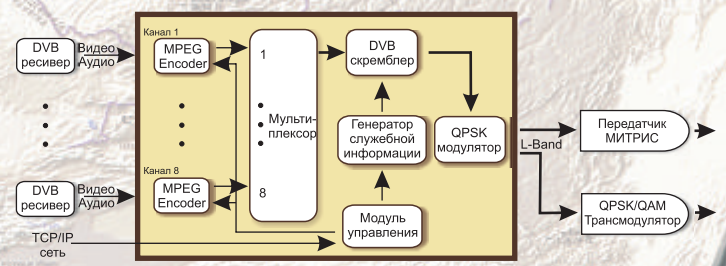 Канал 1
DVB
ресивер
Видео
Аудио
MPEG
Encoder
1
Мульти-
плексор
8
DVB
скремблер
Генератор
служебной
информации
QPSK
модулятор
L-Band
Передатчик
МИТРИС
Канал 8
DVB
ресивер
Видео
Аудио
MPEG
Encoder
Модуль
управления
QPSK/QAM
Трансмодулятор
TCP/IP
сеть